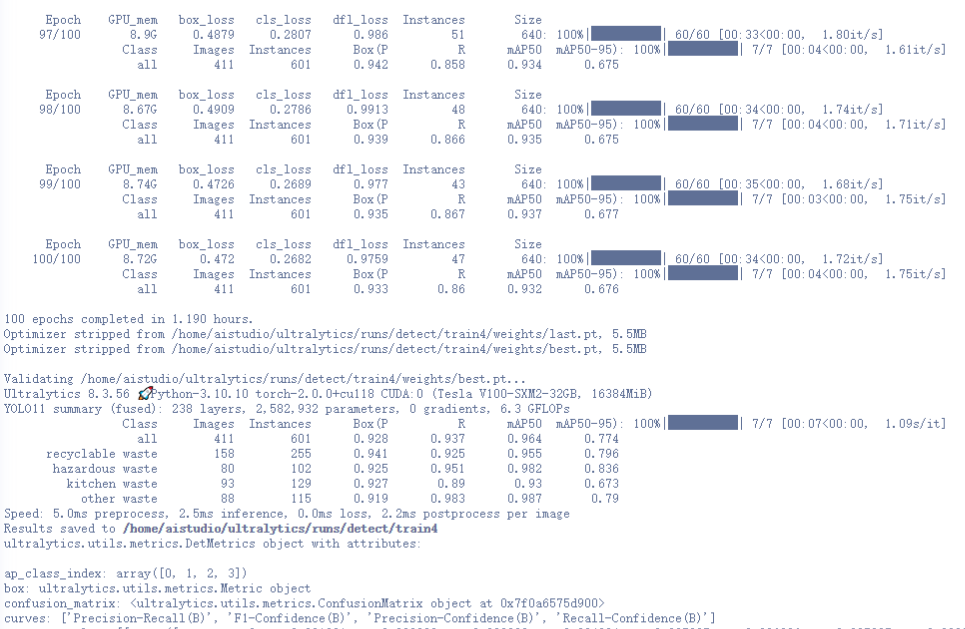 Epoch GPU_mem box_loss cls_loss dfl_loss Instances Size
97/100 8.9G 0.4879 0.2807 0.986 51 640: 100%| | 60/60 [00:33<00:00, 1.80it/s]
Class Images Instances Box(P R mAP50 mAP50-95): 100%| | 7/7 [00:04<00:00, 1.61it/s]
all 411 601 0.942 0.858 0.934 0.675
Epoch GPU_mem box_loss cls_loss dfl_loss Instances Size
98/100 8.67G 0.4909 0.2786 0.9913 48 640: 100%| | 60/60 [00:34<00:00, 1.74it/s]
Class Images Instances Box(P R mAP50 mAP50-95): 100%| | 7/7 [00:04<00:00, 1.71it/s]
all 411 601 0.939 0.866 0.935 0.675
Epoch GPU_mem box_loss cls_loss dfl_loss Instances Size
99/100 8.74G 0.4726 0.2689 0.977 43 640: 100%| | 60/60 [00:35<00:00, 1.68it/s]
Class Images Instances Box(P R mAP50 mAP50-95): 100%| | 7/7 [00:03<00:00, 1.75it/s]
all 411 601 0.935 0.867 0.937 0.677
Epoch GPU_mem box_loss cls_loss dfl_loss Instances Size
100/100 8.72G 0.472 0.2682 0.9759 47 640: 100%| | 60/60 [00:34<00:00, 1.72it/s]
Class Images Instances Box(P R mAP50 mAP50-95): 100%| | 7/7 [00:04<00:00, 1.75it/s]
all 411 601 0.933 0.86 0.932 0.676
100 epochs completed in 1.190 hours.
Optimizer stripped from /home/aistudio/ultralytics/runs/detect/train4/weights/last.pt, 5.5MB
Optimizer stripped from /home/aistudio/ultralytics/runs/detect/train4/weights/best.pt, 5.5MB
Validating /home/aistudio/ultralytics/runs/detect/train4/weights/best.pt...
Ultralytics 8.3.56 🚀 Python-3.10.10 torch-2.0.0+cu118 CUDA:0 (Tesla V100-SXM2-32GB, 16384MiB)
YOLO11 summary (fused): 238 layers, 2,582,932 parameters, 0 gradients, 6.3 GFLOPs
Class Images Instances Box(P R mAP50 mAP50-95): 100%| | 7/7 [00:07<00:00, 1.09s/it]
all 411 601 0.928 0.937 0.964 0.774
recyclable waste 158 255 0.941 0.925 0.955 0.796
hazardous waste 80 102 0.925 0.951 0.982 0.836
kitchen waste 93 129 0.927 0.89 0.93 0.673
other waste 88 115 0.919 0.983 0.987 0.79
Speed: 5.0ms preprocess, 2.5ms inference, 0.0ms loss, 2.2ms postprocess per image
Results saved to /home/aistudio/ultralytics/runs/detect/train4
ultralytics.utils.metrics.DetMetrics object with attributes:
ap_class_index: array([0, 1, 2, 3])
box: ultralytics.utils.metrics.Metric object
confusion_matrix: <ultralytics.utils.metrics.ConfusionMatrix object at 0x7f0a6575d900>
curves: ['Precision-Recall(B)', 'F1-Confidence(B)', 'Precision-Confidence(B)', 'Recall-Confidence(B)']